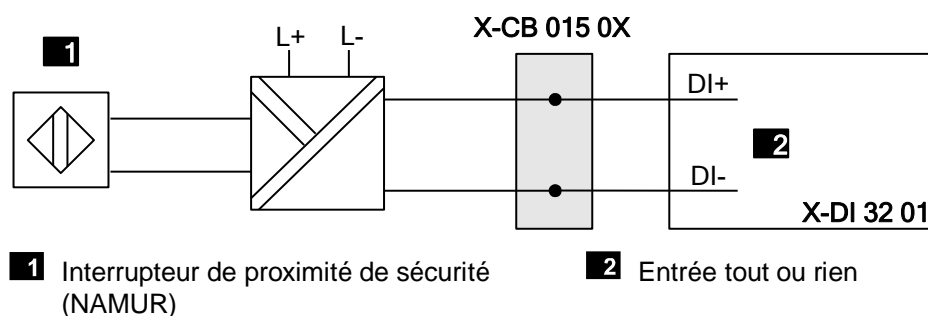 X-CB 015 0X
L+ L-
1
DI+
2
DI-
X-DI 32 01
1 Interrupteur de proximité de sécurité
(NAMUR)
2 Entrée tout ou rien